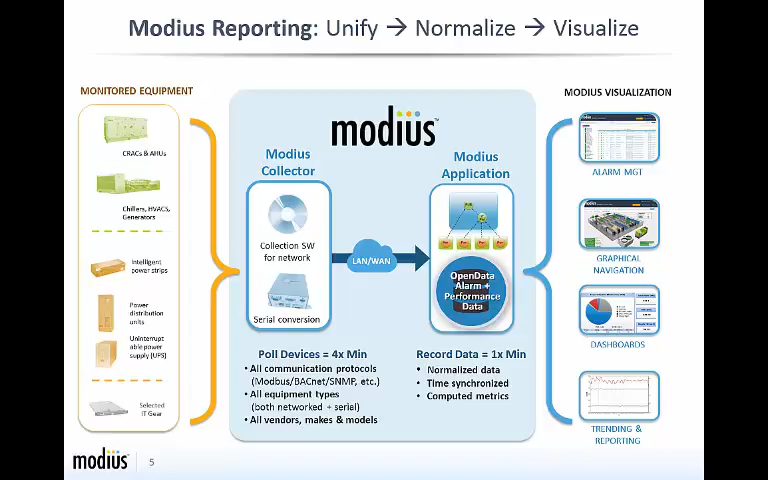 Modius Reporting: Unify → Normalize → Visualize
MONITORED EQUIPMENT
CRACs & AHUs
Chillers, HVACS,
Generators
Intelligent
power strips
Power
distribution
units
Uninterrupt
able power
supply (UPS)
Selected
IT Gear
modius™
Modius
Collector
Collection SW
for network
Serial conversion
LAN/WAN
Modius
Application
OpenData
Alarm +
Performance
Data
Poll Devices = 4x Min
• All communication protocols
(Modbus/BACnet/SNMP, etc.)
• All equipment types
(both networked + serial)
• All vendors, makes & models
Record Data = 1x Min
• Normalized data
• Time synchronized
• Computed metrics
MODIUS VISUALIZATION
ALARM MGT
GRAPHICAL
NAVIGATION
DASHBOARDS
TRENDING &
REPORTING
modius
5